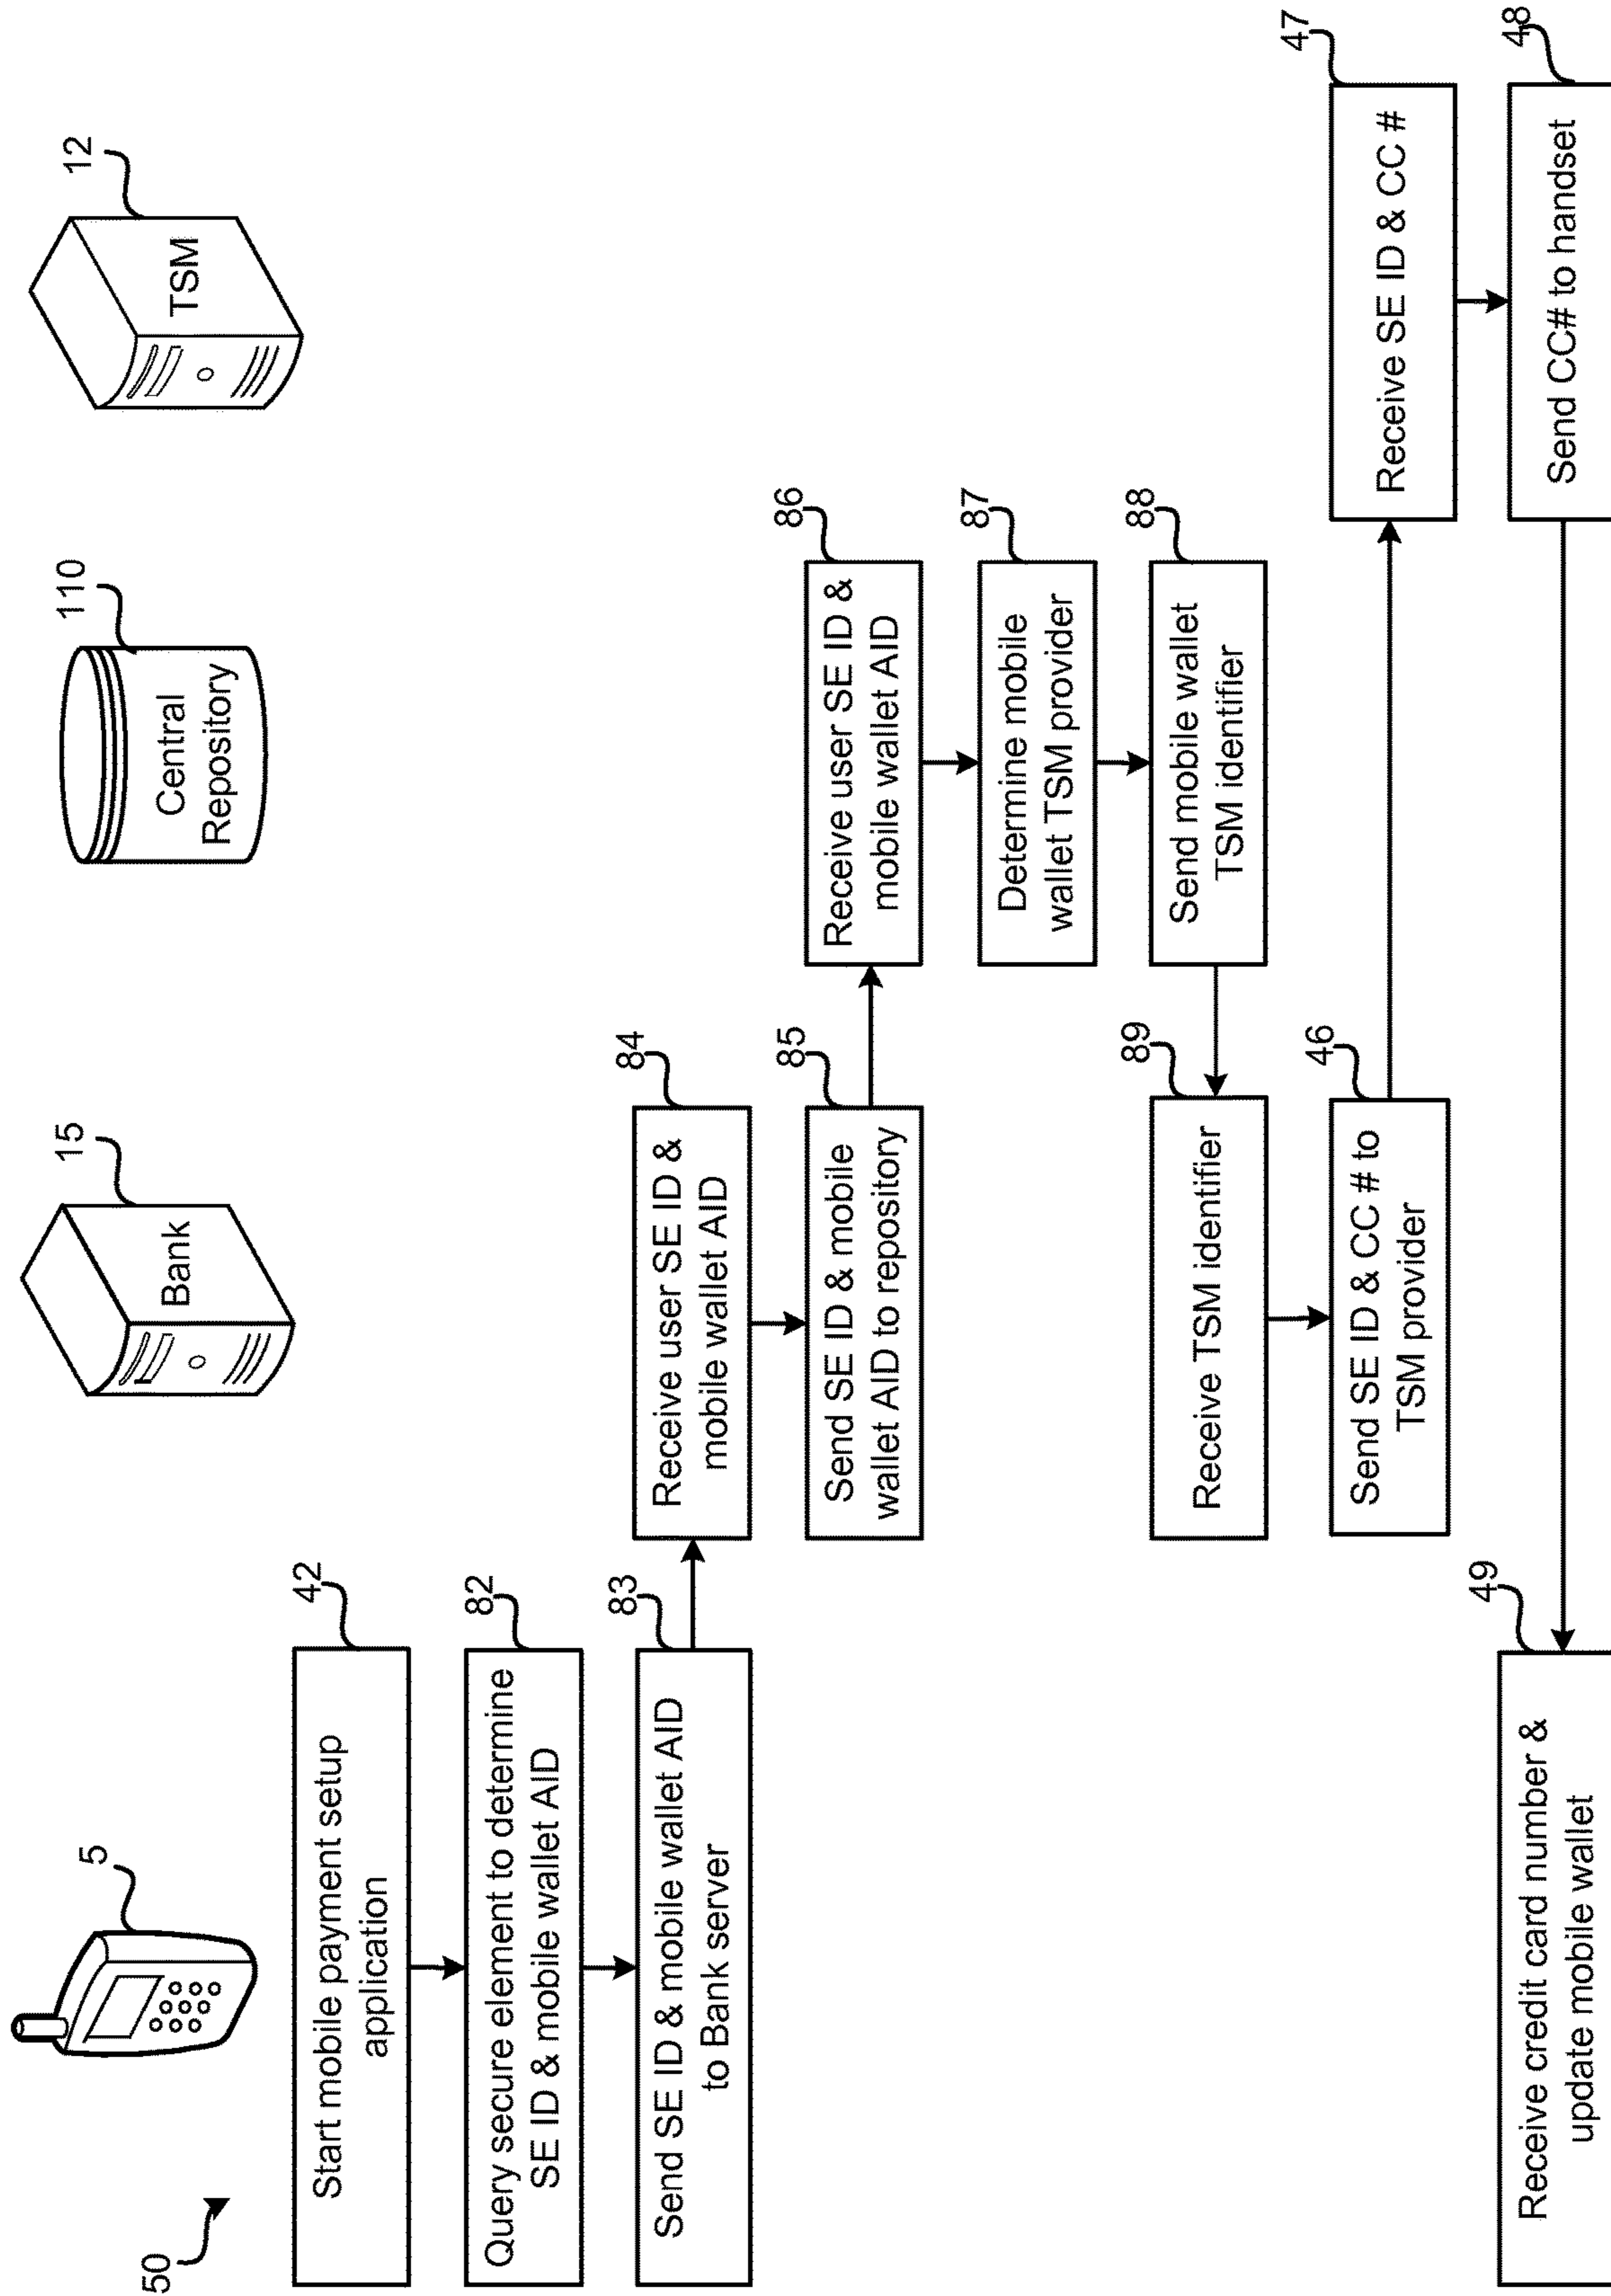 50
5
15
Bank
110
Central
Repository
12
TSM
42
Start mobile payment setup
application
82
Query secure element to determine
SE ID & mobile wallet AID
83
Send SE ID & mobile wallet AID
to Bank server
84
Receive user SE ID &
mobile wallet AID
85
Send SE ID & mobile
wallet AID to repository
86
Receive user SE ID &
mobile wallet AID
87
Determine mobile
wallet TSM provider
88
Send mobile wallet
TSM identifier
89
Receive TSM identifier
46
Send SE ID & CC # to
TSM provider
47
Receive SE ID & CC #
48
Send CC# to handset
49
Receive credit card number &
update mobile wallet